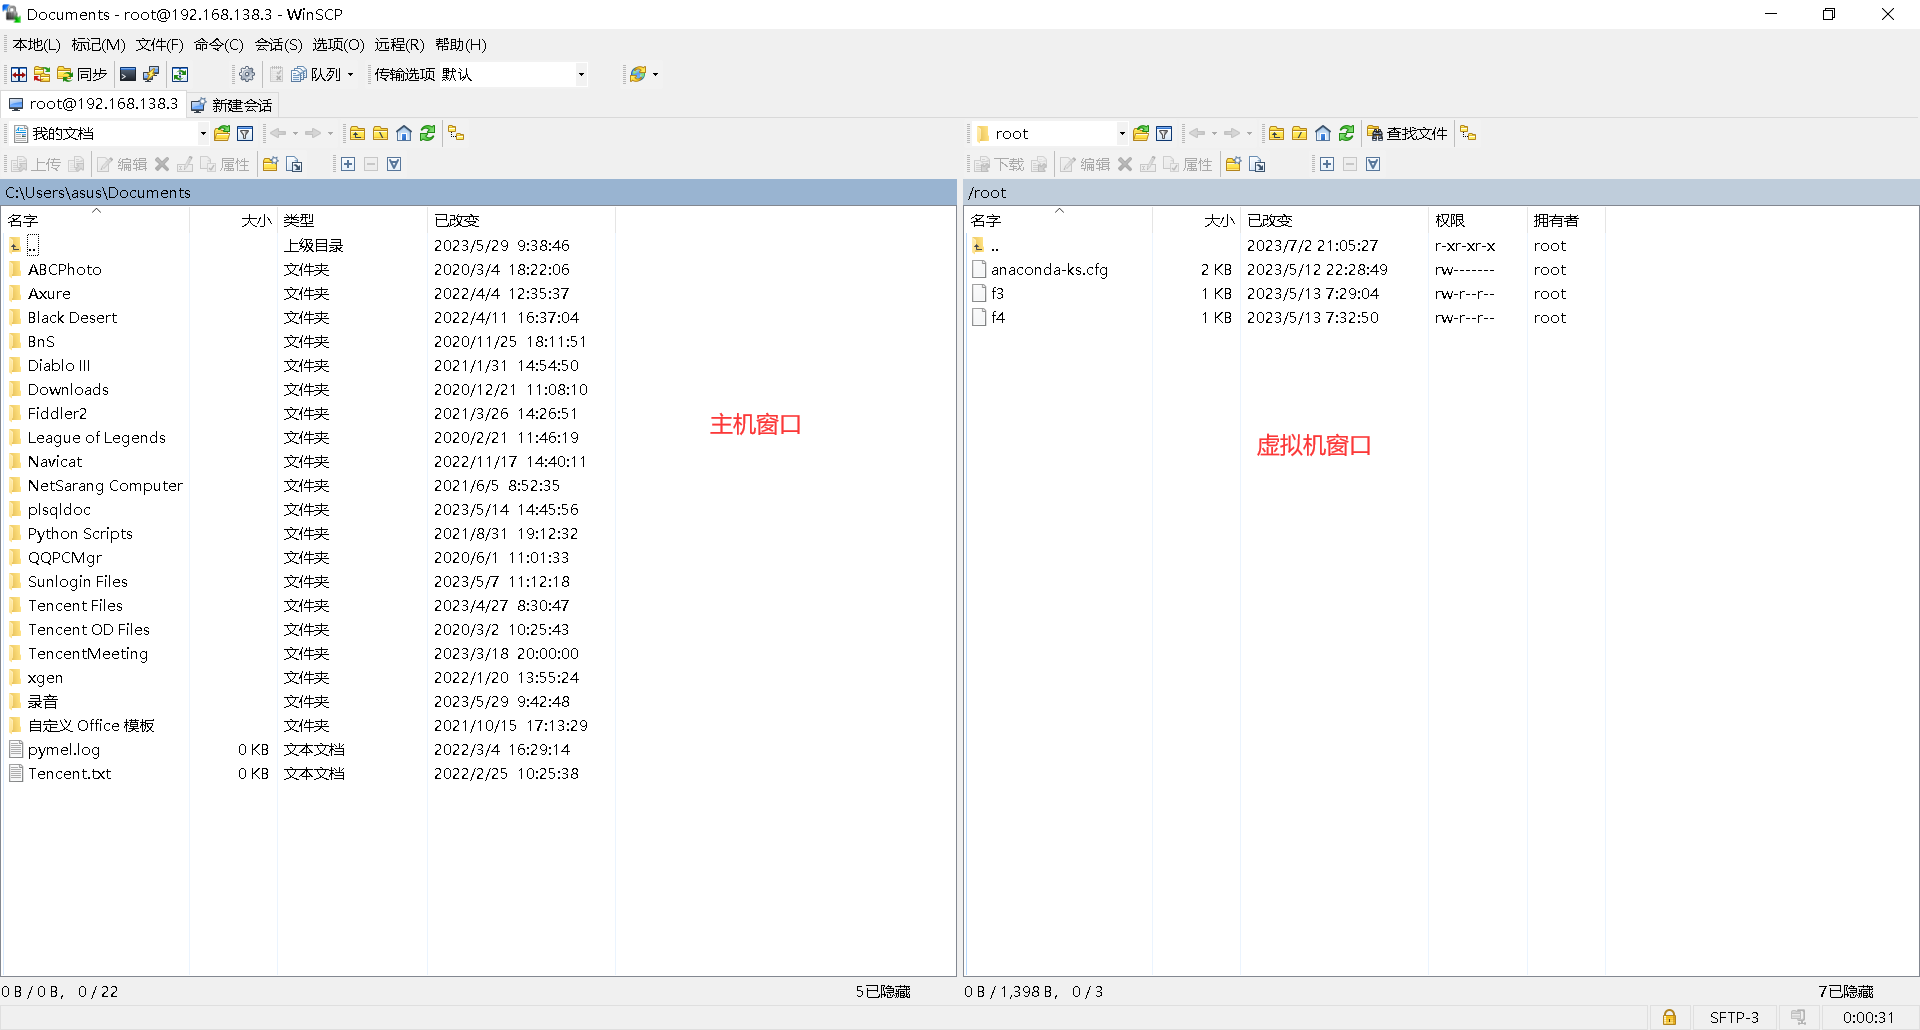 Documents - root@192.168.138.3 - WinSCP
本地(L) 标记(M) 文件(F) 命令(C) 会话(S) 选项(O) 远程(R) 帮助(H)
同步 队列 传输选项 默认
root@192.168.138.3 新建会话
我的文档
上传 编辑 属性
C:\Users\asus\Documents
名字 大小 类型 已改变
.. 上级目录 2023/5/29 9:38:46
ABCPhoto 文件夹 2020/3/4 18:22:06
Axure 文件夹 2022/4/4 12:35:37
Black Desert 文件夹 2022/4/11 16:37:04
BnS 文件夹 2020/11/25 18:11:51
Diablo III 文件夹 2021/1/31 14:54:50
Downloads 文件夹 2020/12/21 11:08:10
Fiddler2 文件夹 2021/3/26 14:26:51
League of Legends 文件夹 2020/2/21 11:46:19
Navicat 文件夹 2022/11/17 14:40:11
NetSarang Computer 文件夹 2021/6/5 8:52:35
plsqldoc 文件夹 2023/5/14 14:45:56
Python Scripts 文件夹 2021/8/31 19:12:32
QQPCMgr 文件夹 2020/6/1 11:01:33
Sunlogin Files 文件夹 2023/5/7 11:12:18
Tencent Files 文件夹 2023/4/27 8:30:47
Tencent OD Files 文件夹 2020/3/2 10:25:43
TencentMeeting 文件夹 2023/3/18 20:00:00
xgen 文件夹 2022/1/20 13:55:24
录音 文件夹 2023/5/29 9:42:48
自定义 Office 模板 文件夹 2021/10/15 17:13:29
pymel.log 0 KB 文本文档 2022/3/4 16:29:14
Tencent.txt 0 KB 文本文档 2022/2/25 10:25:38
主机窗口
0 B / 0 B, 0 / 22 5已隐藏
root 查找文件
下载 编辑 属性
/root
名字 大小 已改变 权限 拥有者
.. 2023/7/2 21:05:27 r-xr-xr-x root
anaconda-ks.cfg 2 KB 2023/5/12 22:28:49 rw------- root
f3 1 KB 2023/5/13 7:29:04 rw-r--r-- root
f4 1 KB 2023/5/13 7:32:50 rw-r--r-- root
虚拟机窗口
0 B / 1,398 B, 0 / 3 7已隐藏
SFTP-3 0:00:31